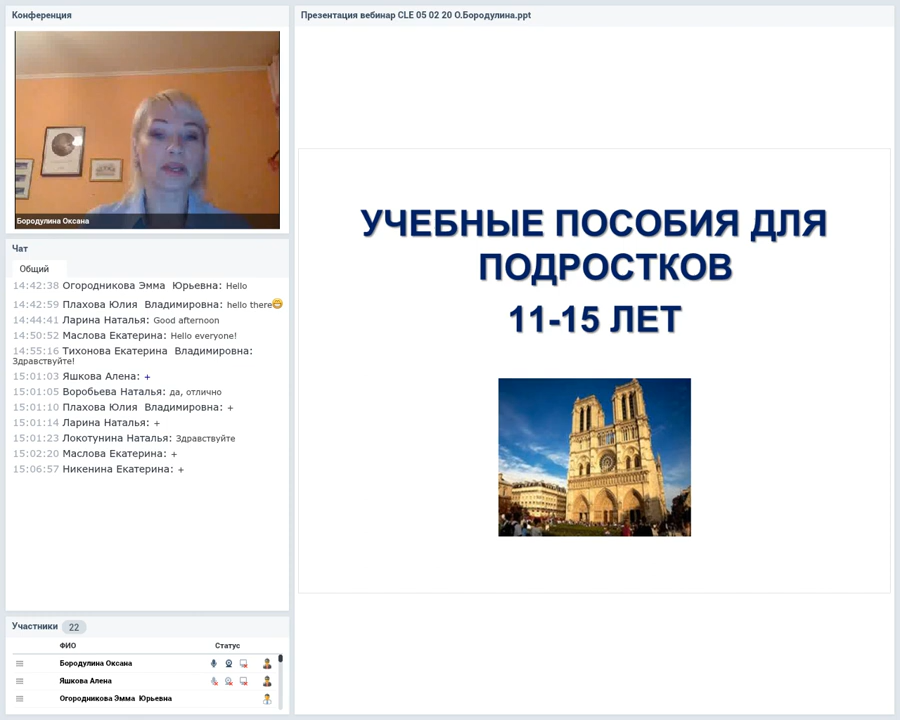 Конференция
Бородулина Оксана
Чат
Общий
14:42:38 Огородникова Эмма Юрьевна: Hello
14:42:59 Плахова Юлия Владимировна: hello there
14:44:41 Ларина Наталья: Good afternoon
14:50:52 Маслова Екатерина: Hello everyone!
14:55:16 Тихонова Екатерина Владимировна:
Здравствуйте!
15:01:03 Яшкова Алена: +
15:01:05 Воробьева Наталья: да, отлично
15:01:10 Плахова Юлия Владимировна: +
15:01:14 Ларина Наталья: +
15:01:23 Локотунина Наталья: Здравствуйте
15:02:20 Маслова Екатерина: +
15:06:57 Никенина Екатерина: +
Участники 22
ФИО Статус
Бородулина Оксана
Яшкова Алена
Огородникова Эмма Юрьевна
Презентация вебинар CLE 05 02 20 О.Бородулина.ppt
УЧЕБНЫЕ ПОСОБИЯ ДЛЯ
ПОДРОСТКОВ
11-15 ЛЕТ